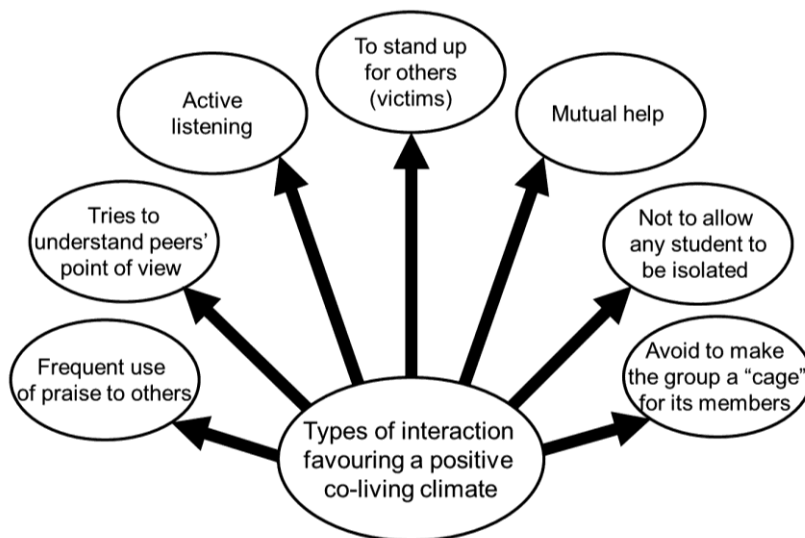 To stand up
for others
(victims)
Active
listening
Mutual help
Tries to
understand peers’
point of view
Not to allow
any student to
be isolated
Frequent use
of praise to others
Avoid to make
the group a “cage”
for its members
Types of interaction
favouring a positive
co-living climate